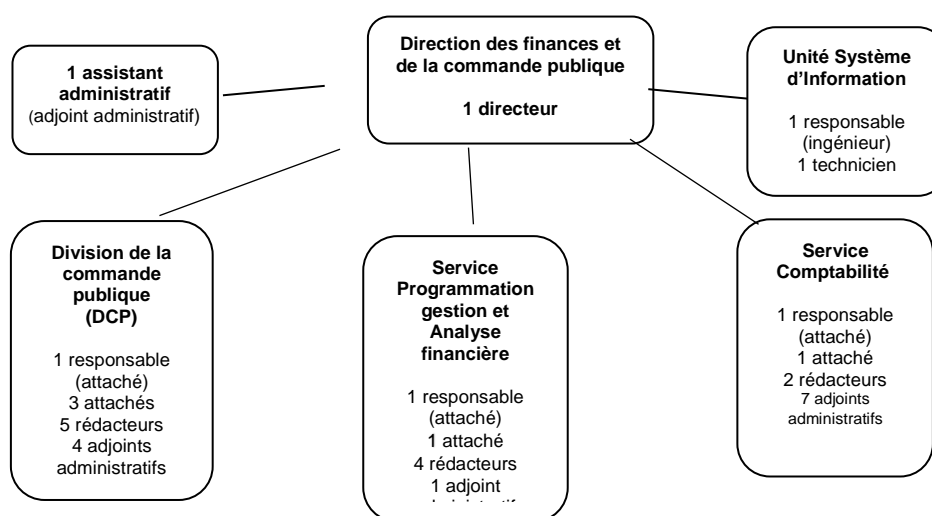 1 assistant
administratif
(adjoint administratif)
Direction des finances et
de la commande publique
1 directeur
Unité Système
d'Information
1 responsable
(ingénieur)
1 technicien
Division de la
commande
publique
(DCP)
1 responsable
(attaché)
3 attachés
5 rédacteurs
4 adjoints
administratifs
Service
Programmation
gestion et
Analyse
financière
1 responsable
(attaché)
1 attaché
4 rédacteurs
1 adjoint
Service
Comptabilité
1 responsable
(attaché)
1 attaché
2 rédacteurs
7 adjoints
administratifs